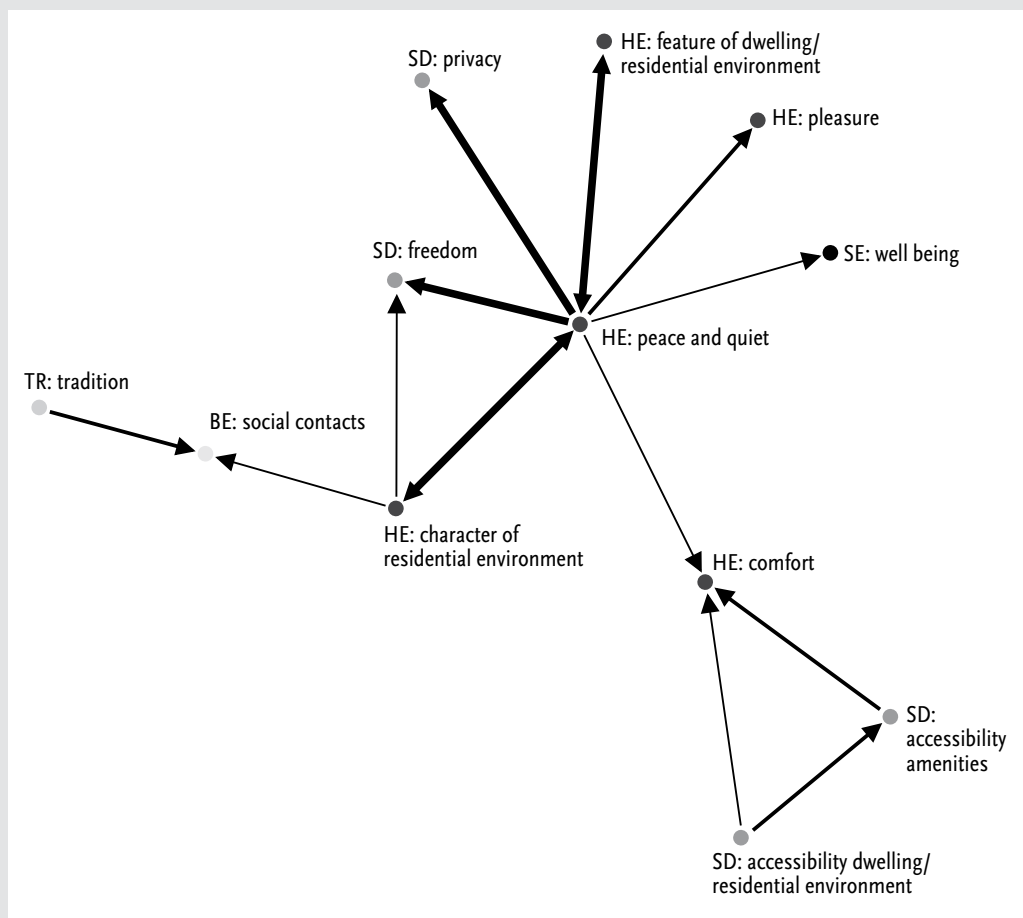 HE: feature of dwelling/
residential environment
SD: privacy
HE: pleasure
SD: freedom
SE: well being
HE: peace and quiet
TR: tradition
BE: social contacts
HE: character of
residential environment
HE: comfort
SD:
accessibility
amenities
SD: accessibility dwelling/
residential environment